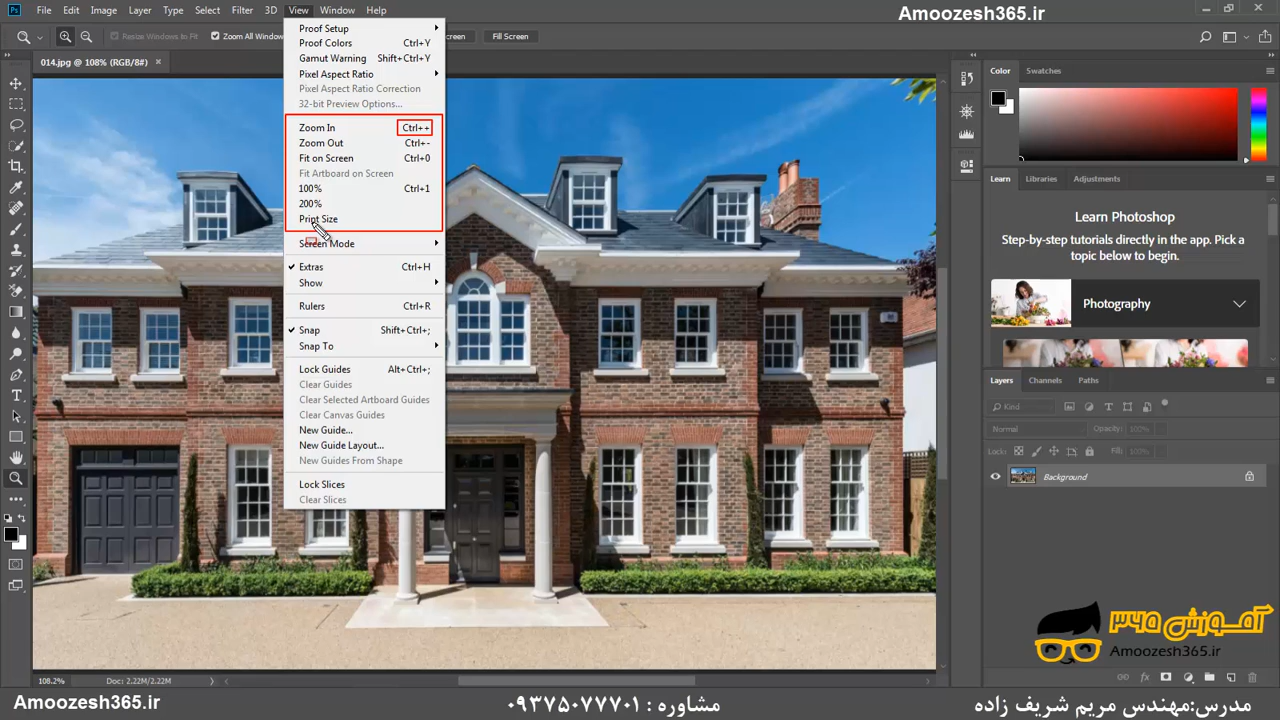 Ps File Edit Image Layer Type Select Filter 3D View Window Help
Amoozesh365.ir
Resize Windows to Fit Zoom All Window
creen Fill Screen
014.jpg @ 108% (RGB/8#) ×
Proof Setup
Proof Colors Ctrl+Y
Gamut Warning Shift+Ctrl+Y
Pixel Aspect Ratio
Pixel Aspect Ratio Correction
32-bit Preview Options...
Zoom In Ctrl++
Zoom Out Ctrl+-
Fit on Screen Ctrl+0
Fit Artboard on Screen
100% Ctrl+1
200%
Print Size
Screen Mode
Extras Ctrl+H
Show
Rulers Ctrl+R
Snap Shift+Ctrl+;
Snap To
Lock Guides Alt+Ctrl+;
Clear Guides
Clear Selected Artboard Guides
Clear Canvas Guides
New Guide...
New Guide Layout...
New Guides From Shape
Lock Slices
Clear Slices
Color Swatches
Learn Libraries Adjustments
Learn Photoshop
Step-by-step tutorials directly in the app. Pick a topic below to begin.
Photography
Layers Channels Paths
Kind
Normal Opacity: 100%
Lock: Fill: 100%
Background
آمـوزش ۳۶۵
Amoozesh365.ir
108.2% Doc: 2.22M/2.22M
Amoozesh365.ir
مشاوره : ۰۹۳۷۵۰۷۷۷۰۱
مدرس:مهندس مریم شریف زاده